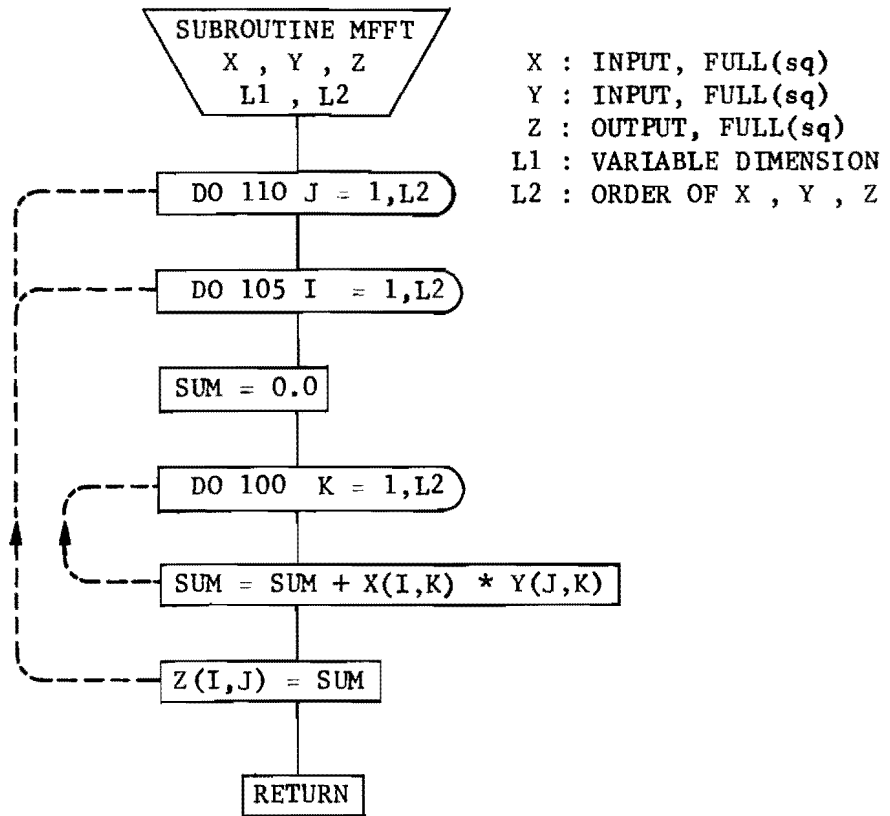 SUBROUTINE MFFT
X , Y , Z
L1 , L2
X : INPUT, FULL(sq)
Y : INPUT, FULL(sq)
Z : OUTPUT, FULL(sq)
L1 : VARIABLE DIMENSION
L2 : ORDER OF X , Y , Z
DO 110 J = 1,L2
DO 105 I = 1,L2
SUM = 0.0
DO 100 K = 1,L2
SUM = SUM + X(I,K) * Y(J,K)
Z(I,J) = SUM
RETURN